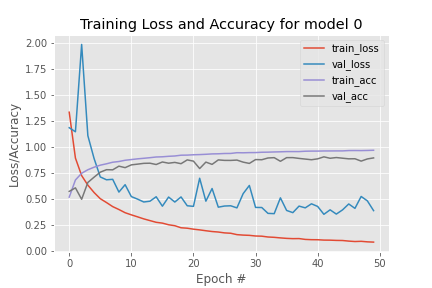 Training Loss and Accuracy for model 0
2.00
1.75
1.50
1.25
1.00
0.75
0.50
0.25
0.00
Loss/Accuracy
train_loss
val_loss
train_acc
val_acc
0 10 20 30 40 50
Epoch #